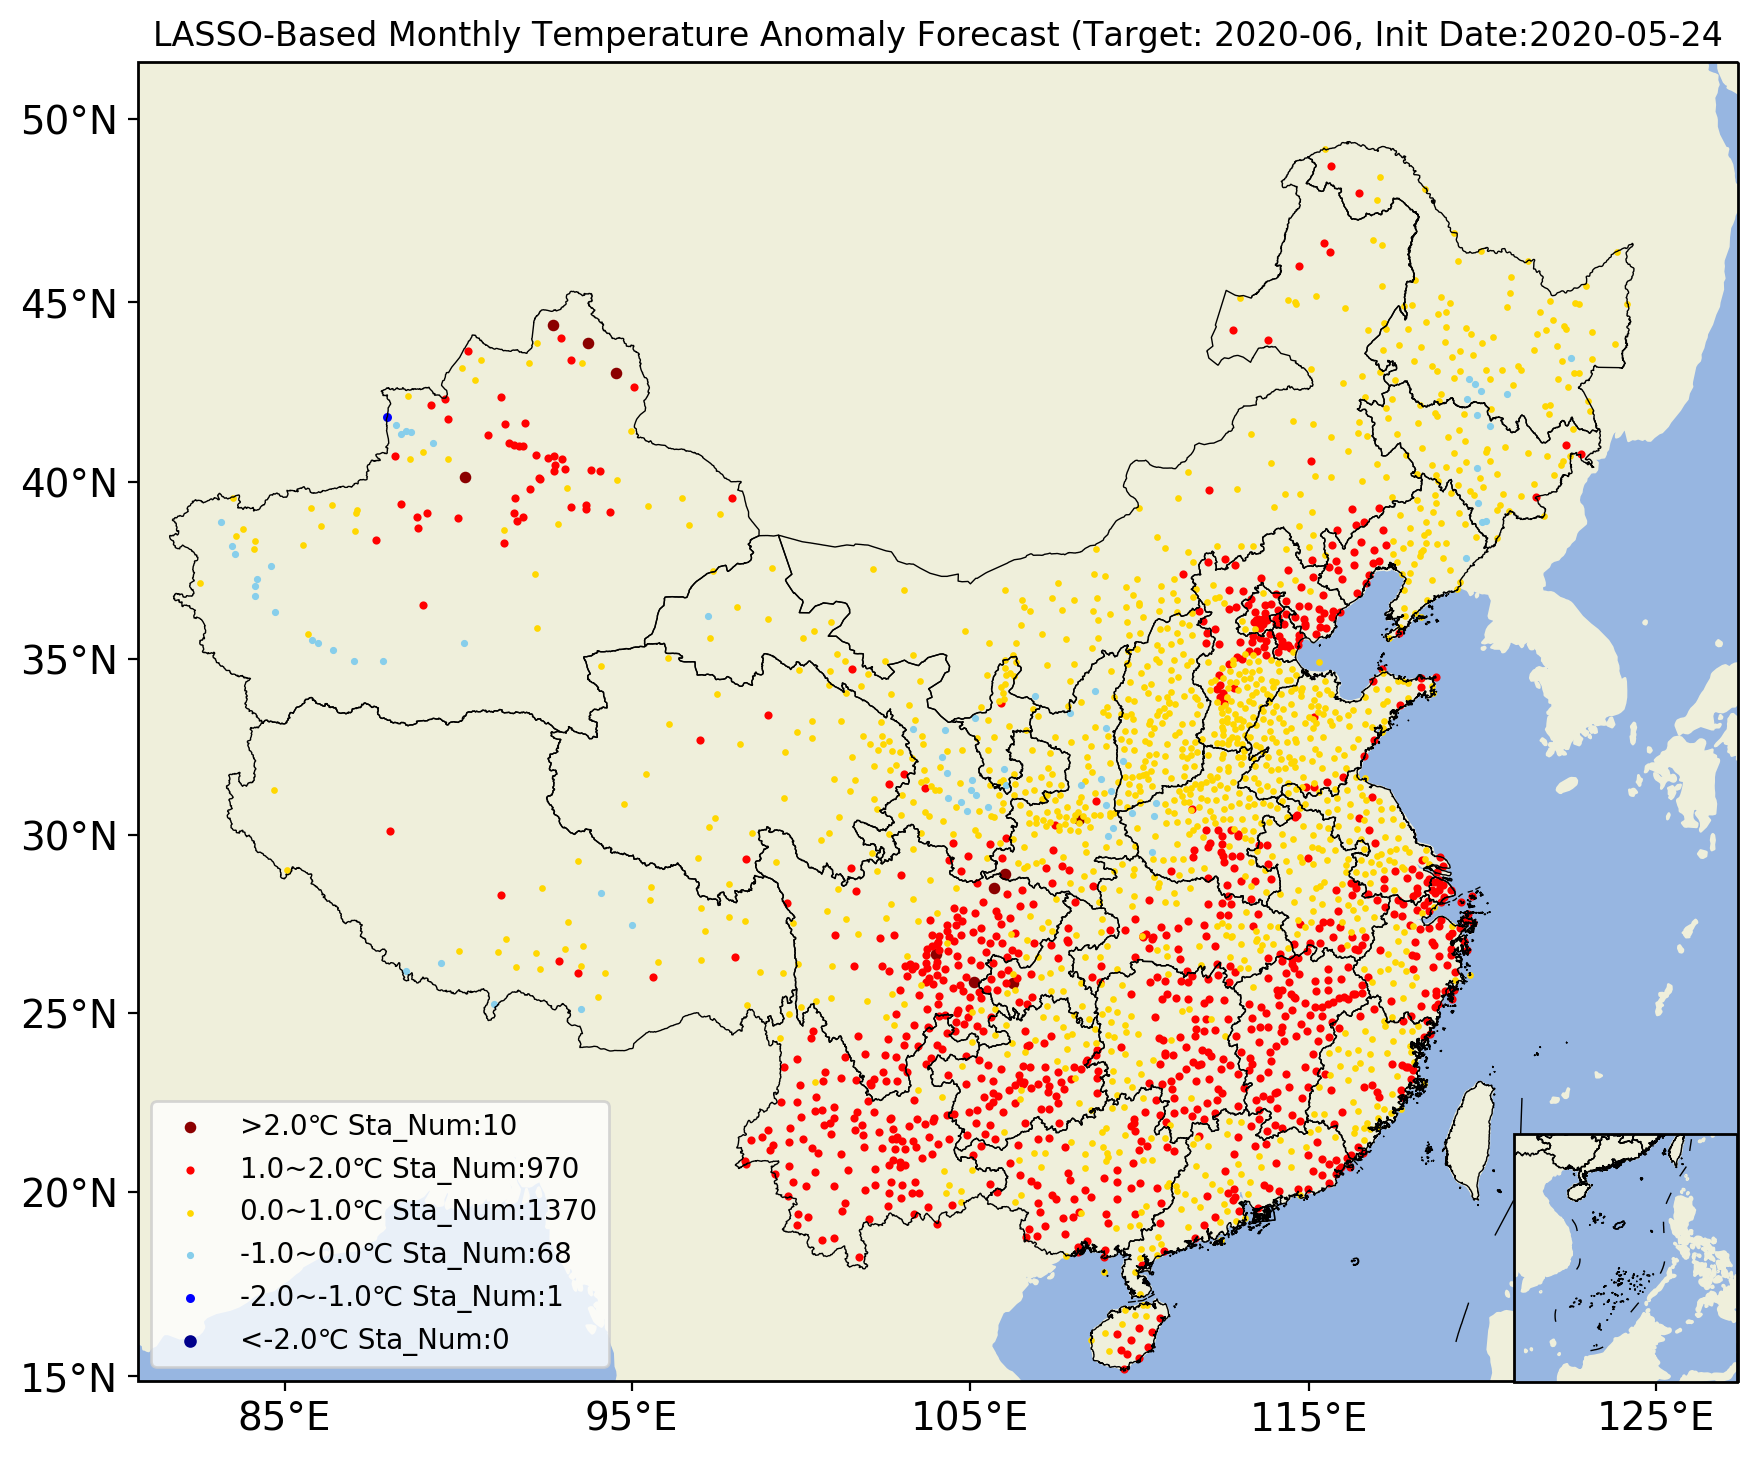 LASSO-Based Monthly Temperature Anomaly Forecast (Target: 2020-06, Init Date:2020-05-24
50°N
45°N
40°N
35°N
30°N
25°N
20°N
15°N
>2.0℃ Sta_Num:10
1.0~2.0℃ Sta_Num:970
0.0~1.0℃ Sta_Num:1370
-1.0~0.0℃ Sta_Num:68
-2.0~-1.0℃ Sta_Num:1
<-2.0℃ Sta_Num:0
85°E
95°E
105°E
115°E
125°E